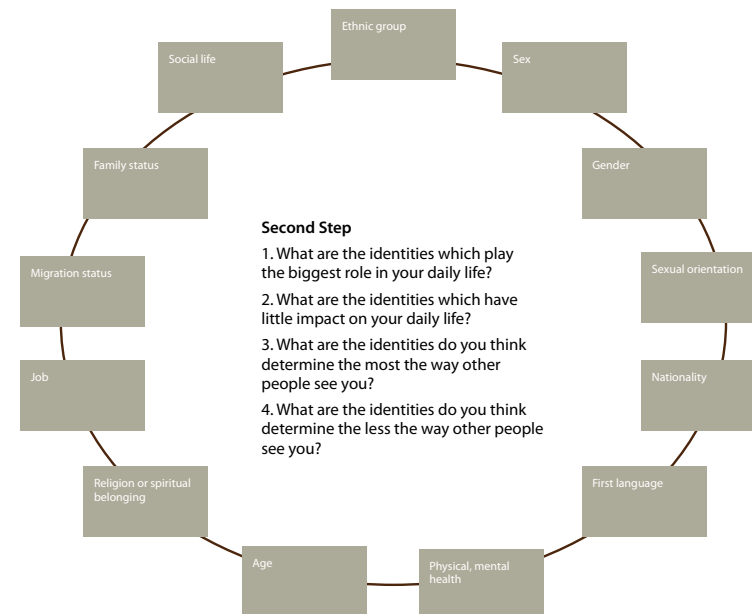 Ethnic group
Sex
Gender
Sexual orientation
Nationality
First language
Physical, mental
health
Age
Religion or spiritual
belonging
Job
Migration status
Family status
Social life
Second Step
1. What are the identities which play
the biggest role in your daily life?
2. What are the identities which have
little impact on your daily life?
3. What are the identities do you think
determine the most the way other
people see you?
4. What are the identities do you think
determine the less the way other people
see you?